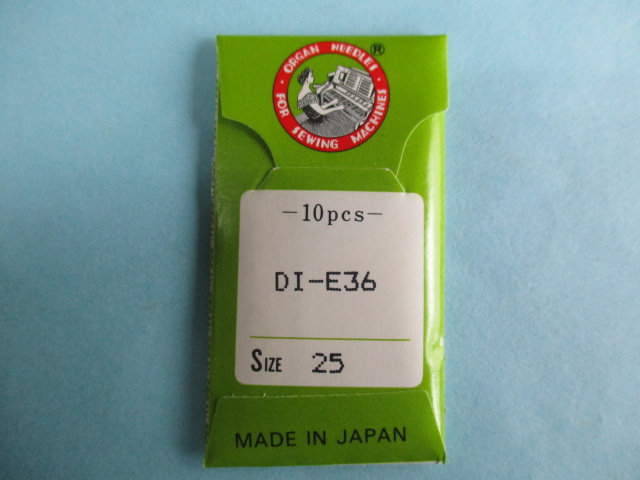 ORGAN NEEDLES ®
FOR SEWING MACHINES
-10pcs-
DI-E36
SIZE 25
MADE IN JAPAN